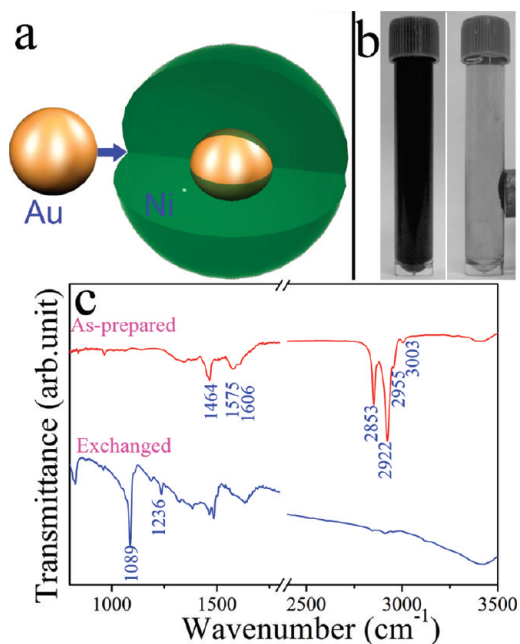 a
b
Au
Ni
c
As-prepared
Exchanged
1464
1575
1606
2853
2922
2955
3003
1089
1236
Transmittance (arb.unit)
1000
1500
2500
3000
3500
Wavenumber (cm⁻¹)